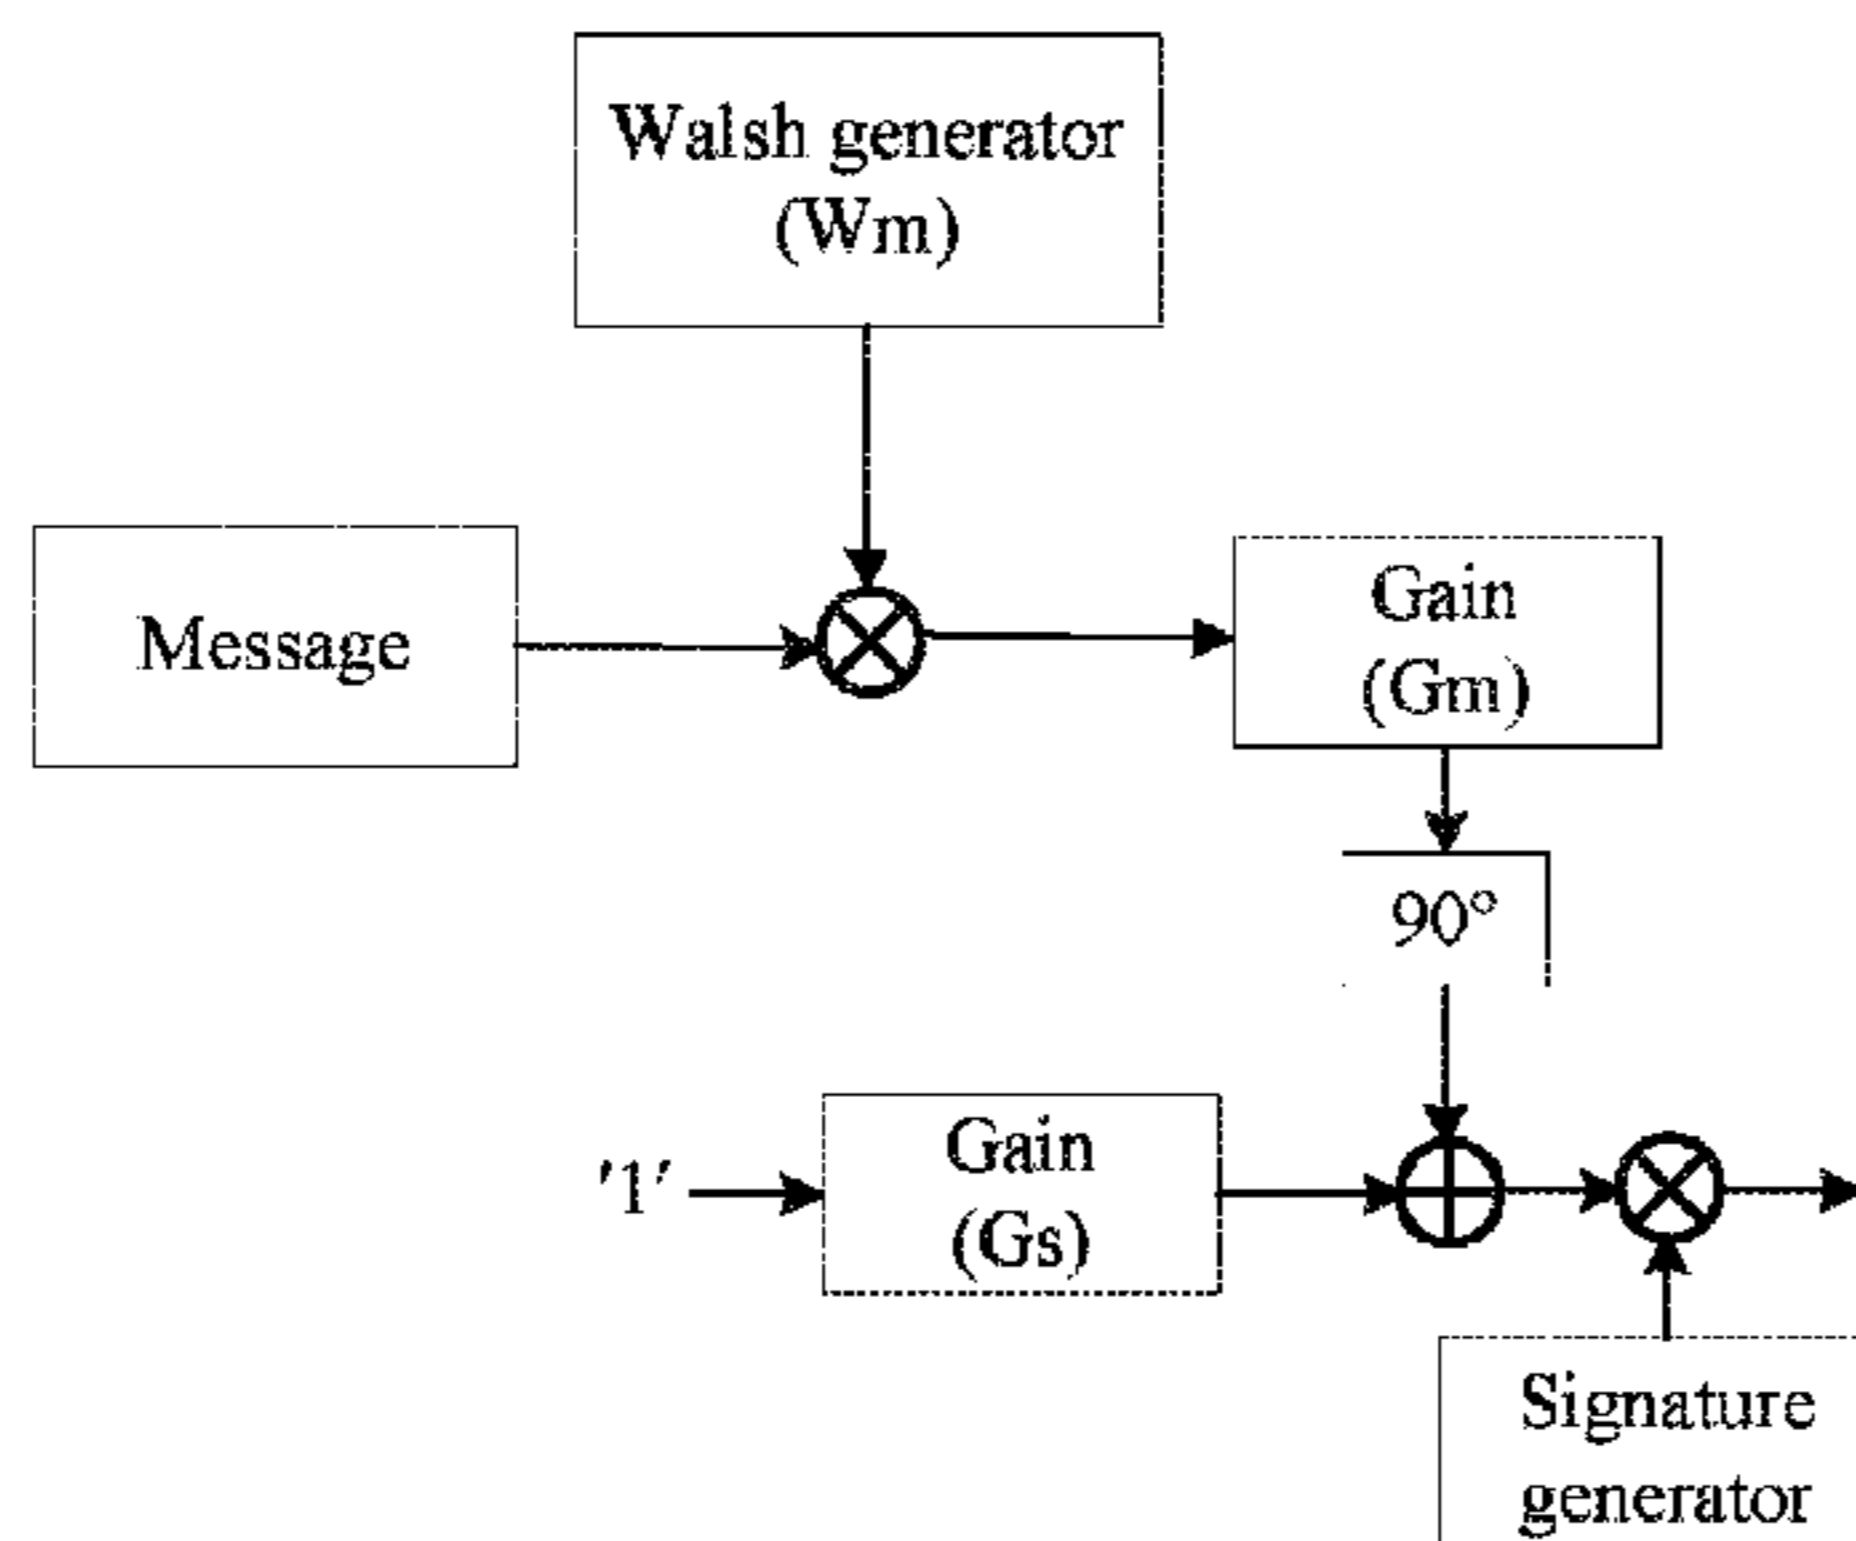 Walsh generator
(Wm)
Message
Gain
(Gm)
90°
'1'
Gain
(Gs)
Signature
generator